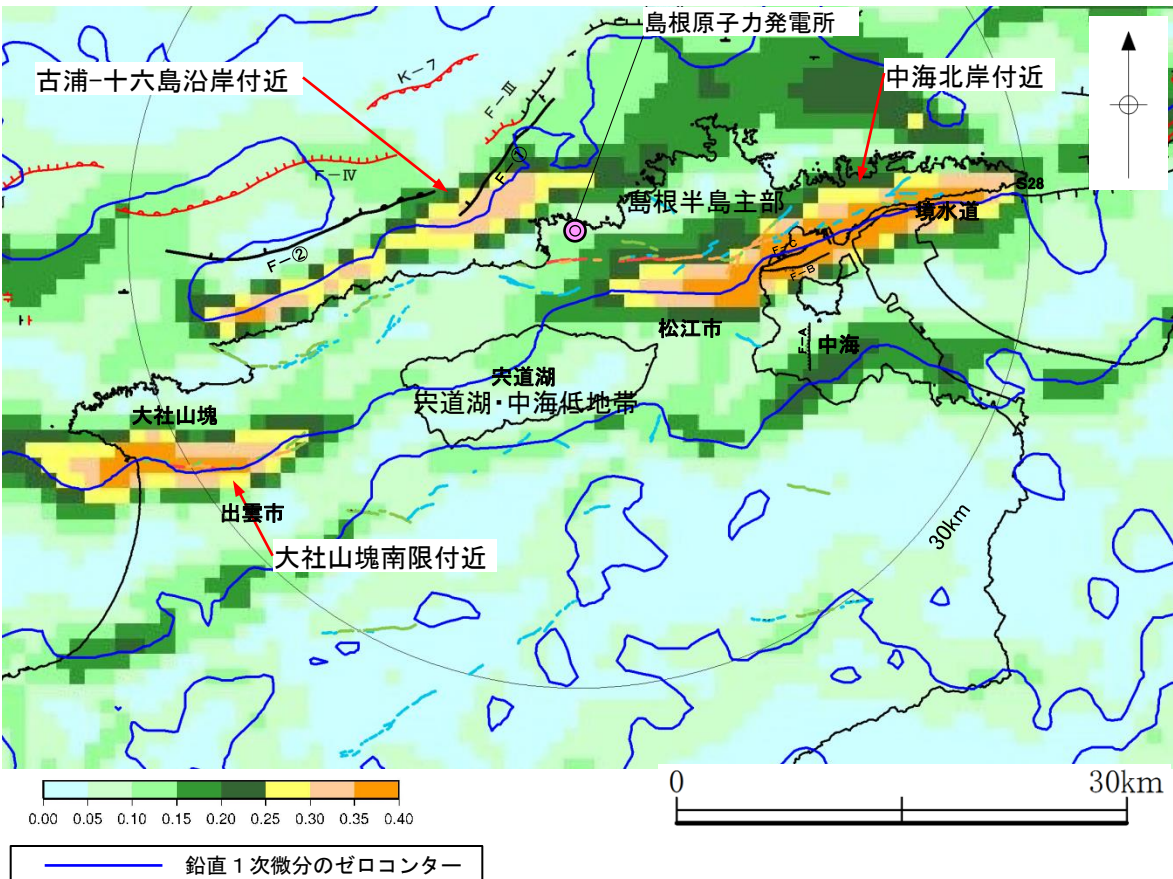 島根原子力発電所
古浦-十六島沿岸付近
中海北岸付近
K-7
F-Ⅲ
F-①
F-Ⅳ
F-②
島根半島主部
S28
境水道
F-C
F-B
F-A
松江市
中海
宍道湖
宍道湖・中海低地帯
大社山塊
出雲市
大社山塊南限付近
30km
0.00 0.05 0.10 0.15 0.20 0.25 0.30 0.35 0.40
0 30km
鉛直1次微分のゼロコンター